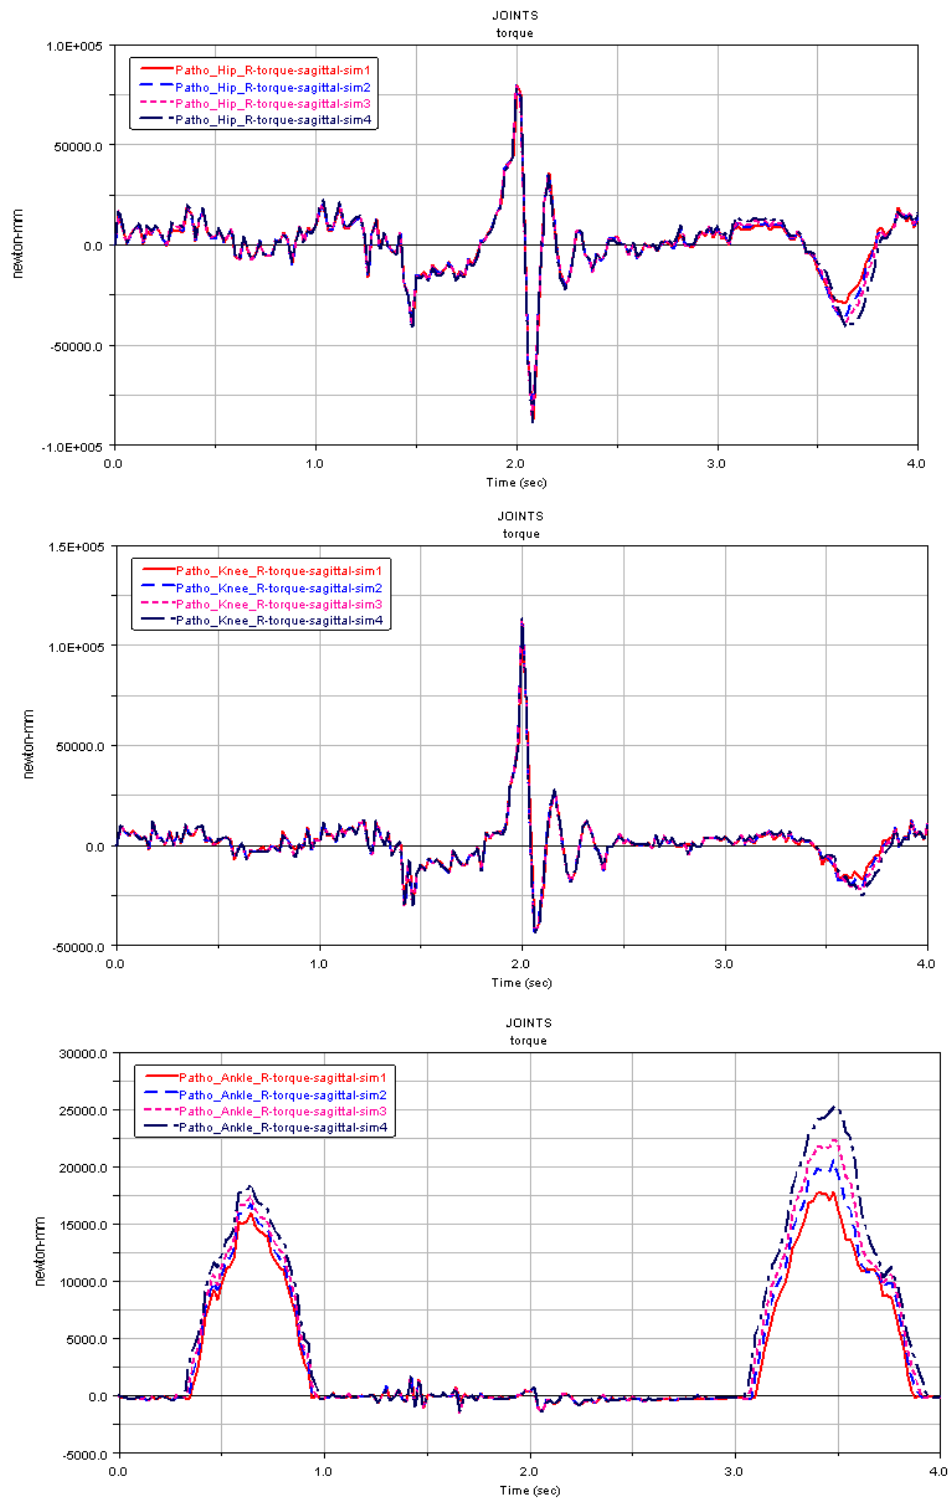 JOINTS
torque
1.0E+005
Patho_Hip_R-torque-sagittal-sim1
Patho_Hip_R-torque-sagittal-sim2
Patho_Hip_R-torque-sagittal-sim3
Patho_Hip_R-torque-sagittal-sim4
50000.0
newton-mm
0.0
-50000.0
-1.0E+005
0.0 1.0 2.0 3.0 4.0
Time (sec)
JOINTS
torque
1.5E+005
Patho_Knee_R-torque-sagittal-sim1
Patho_Knee_R-torque-sagittal-sim2
Patho_Knee_R-torque-sagittal-sim3
Patho_Knee_R-torque-sagittal-sim4
1.0E+005
50000.0
newton-mm
0.0
-50000.0
0.0 1.0 2.0 3.0 4.0
Time (sec)
JOINTS
torque
30000.0
Patho_Ankle_R-torque-sagittal-sim1
Patho_Ankle_R-torque-sagittal-sim2
Patho_Ankle_R-torque-sagittal-sim3
Patho_Ankle_R-torque-sagittal-sim4
25000.0
20000.0
15000.0
newton-mm
10000.0
5000.0
0.0
-5000.0
0.0 1.0 2.0 3.0 4.0
Time (sec)